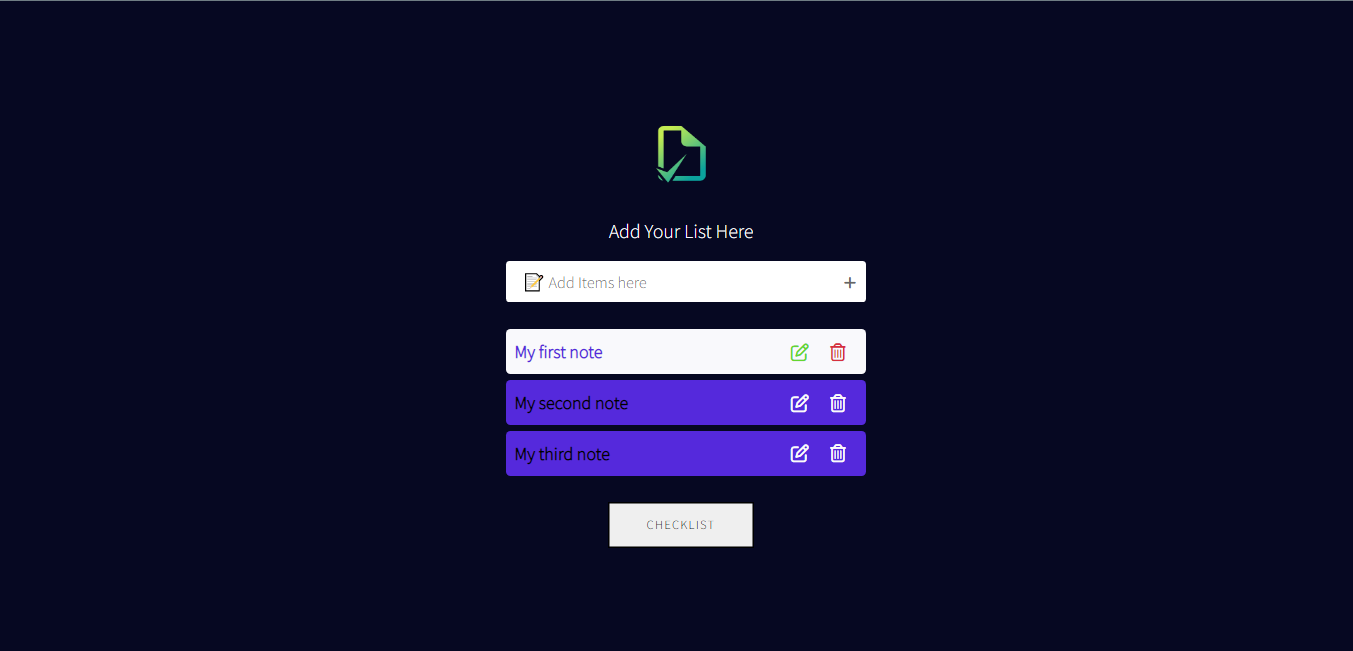 Add Your List Here
📝 Add Items here
My first note
My second note
My third note
CHECKLIST